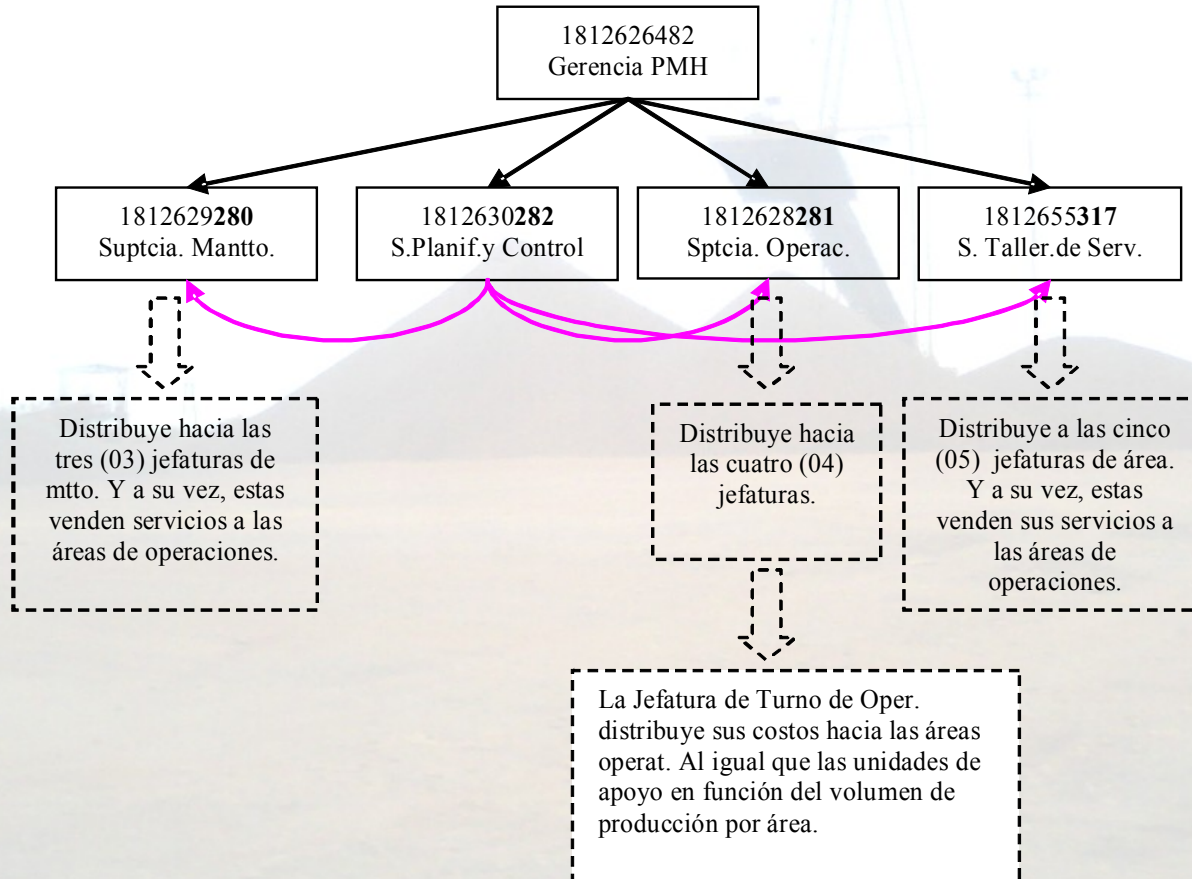 1812626482
Gerencia PMH
1812629280
Suptcia. Mantto.
1812630282
S.Planif.y Control
1812628281
Sptcia. Operac.
1812655317
S. Taller.de Serv.
Distribuye hacia las
tres (03) jefaturas de
mtto. Y a su vez, estas
venden servicios a las
áreas de operaciones.
Distribuye hacia
las cuatro (04)
jefaturas.
Distribuye a las cinco
(05) jefaturas de área.
Y a su vez, estas
venden sus servicios a
las áreas de
operaciones.
La Jefatura de Turno de Oper.
distribuye sus costos hacia las áreas
operat. Al igual que las unidades de
apoyo en función del volumen de
producción por área.